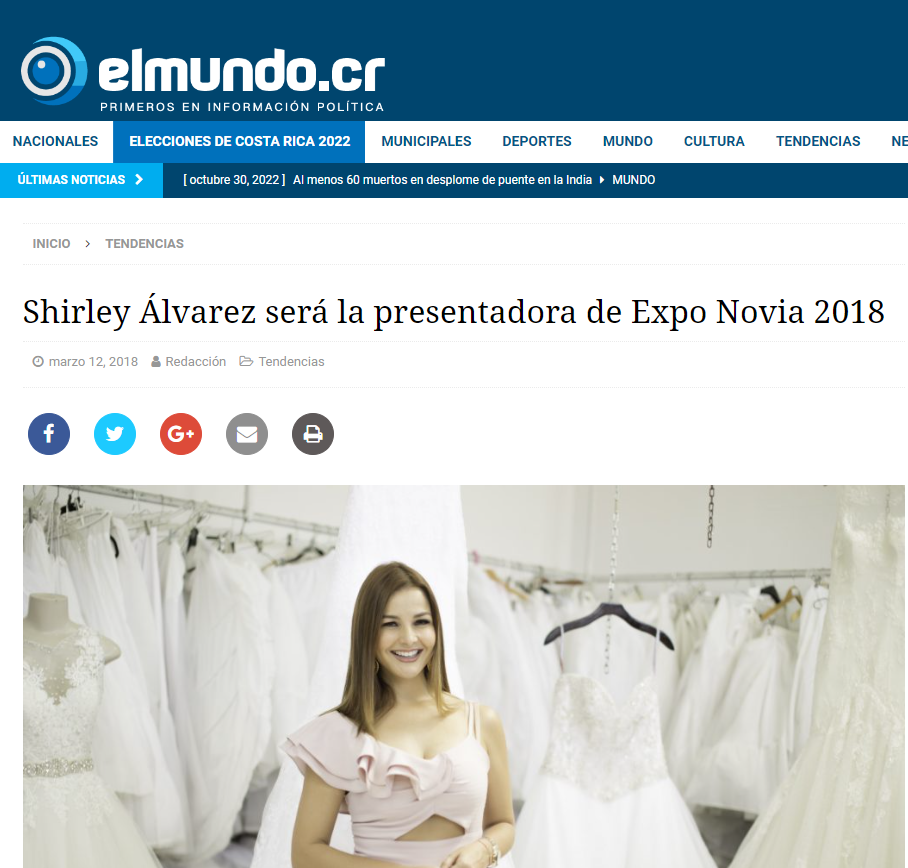 elmundo.cr
PRIMEROS EN INFORMACIÓN POLÍTICA
NACIONALES ELECCIONES DE COSTA RICA 2022 MUNICIPALES DEPORTES MUNDO CULTURA TENDENCIAS NE
ÚLTIMAS NOTICIAS [ octubre 30, 2022 ] Al menos 60 muertos en desplome de puente en la India MUNDO
INICIO TENDENCIAS
Shirley Álvarez será la presentadora de Expo Novia 2018
marzo 12, 2018 Redacción Tendencias